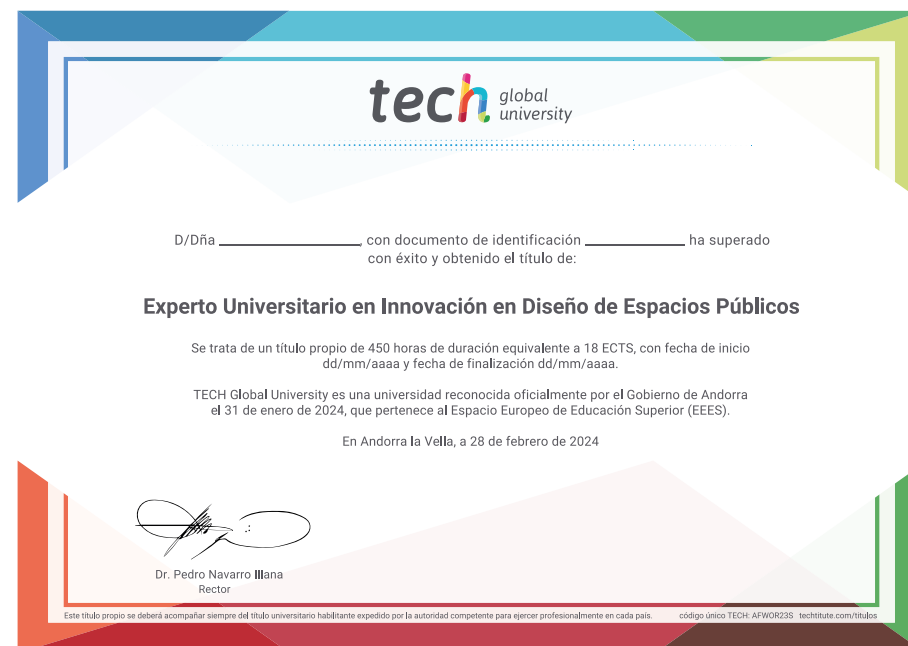 tech global university
D/Dña ____________________, con documento de identificación ______________ ha superado
con éxito y obtenido el título de:
Experto Universitario en Innovación en Diseño de Espacios Públicos
Se trata de un título propio de 450 horas de duración equivalente a 18 ECTS, con fecha de inicio
dd/mm/aaaa y fecha de finalización dd/mm/aaaa.
TECH Global University es una universidad reconocida oficialmente por el Gobierno de Andorra
el 31 de enero de 2024, que pertenece al Espacio Europeo de Educación Superior (EEES).
En Andorra la Vella, a 28 de febrero de 2024
Dr. Pedro Navarro Illana
Rector
Este título propio se deberá acompañar siempre del título universitario habilitante expedido por la autoridad competente para ejercer profesionalmente en cada país. código único TECH: AFWOR23S techtitute.com/titulos